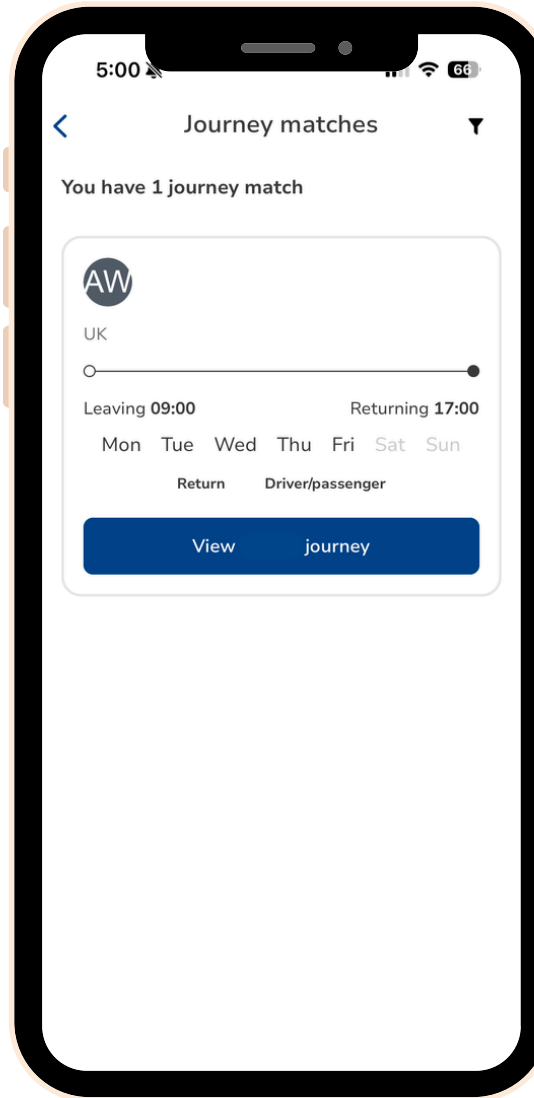 5:00 66
Journey matches
You have 1 journey match
AW
UK
Leaving 09:00 Returning 17:00
Mon Tue Wed Thu Fri Sat Sun
Return Driver/passenger
View journey